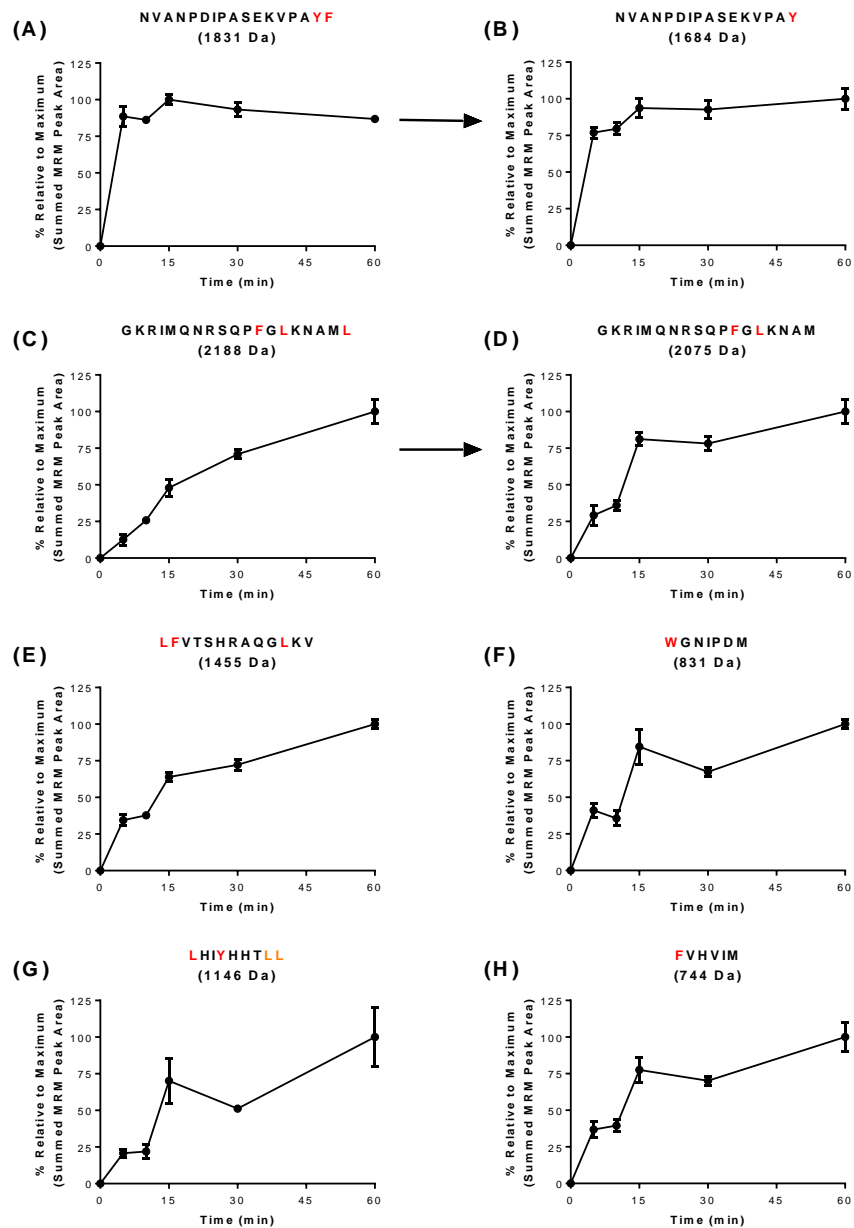 (A)
NVANPDIPASEKVPAYF
(1831 Da)
% Relative to Maximum
(Summed MRM Peak Area)
125
100
75
50
25
0
0 15 30 45 60
Time (min)
(B)
NVANPDIPASEKVPAY
(1684 Da)
% Relative to Maximum
(Summed MRM Peak Area)
125
100
75
50
25
0
0 15 30 45 60
Time (min)
(C)
GKRIMQNRSQPFGLKNAML
(2188 Da)
% Relative to Maximum
(Summed MRM Peak Area)
125
100
75
50
25
0
0 15 30 45 60
Time (min)
(D)
GKRIMQNRSQPFGLKNAM
(2075 Da)
% Relative to Maximum
(Summed MRM Peak Area)
125
100
75
50
25
0
0 15 30 45 60
Time (min)
(E)
LFVTSHRAQGLKV
(1455 Da)
% Relative to Maximum
(Summed MRM Peak Area)
125
100
75
50
25
0
0 15 30 45 60
Time (min)
(F)
WGNIPDM
(831 Da)
% Relative to Maximum
(Summed MRM Peak Area)
125
100
75
50
25
0
0 15 30 45 60
Time (min)
(G)
LHIYHHTLL
(1146 Da)
% Relative to Maximum
(Summed MRM Peak Area)
125
100
75
50
25
0
0 15 30 45 60
Time (min)
(H)
FVHVIM
(744 Da)
% Relative to Maximum
(Summed MRM Peak Area)
125
100
75
50
25
0
0 15 30 45 60
Time (min)